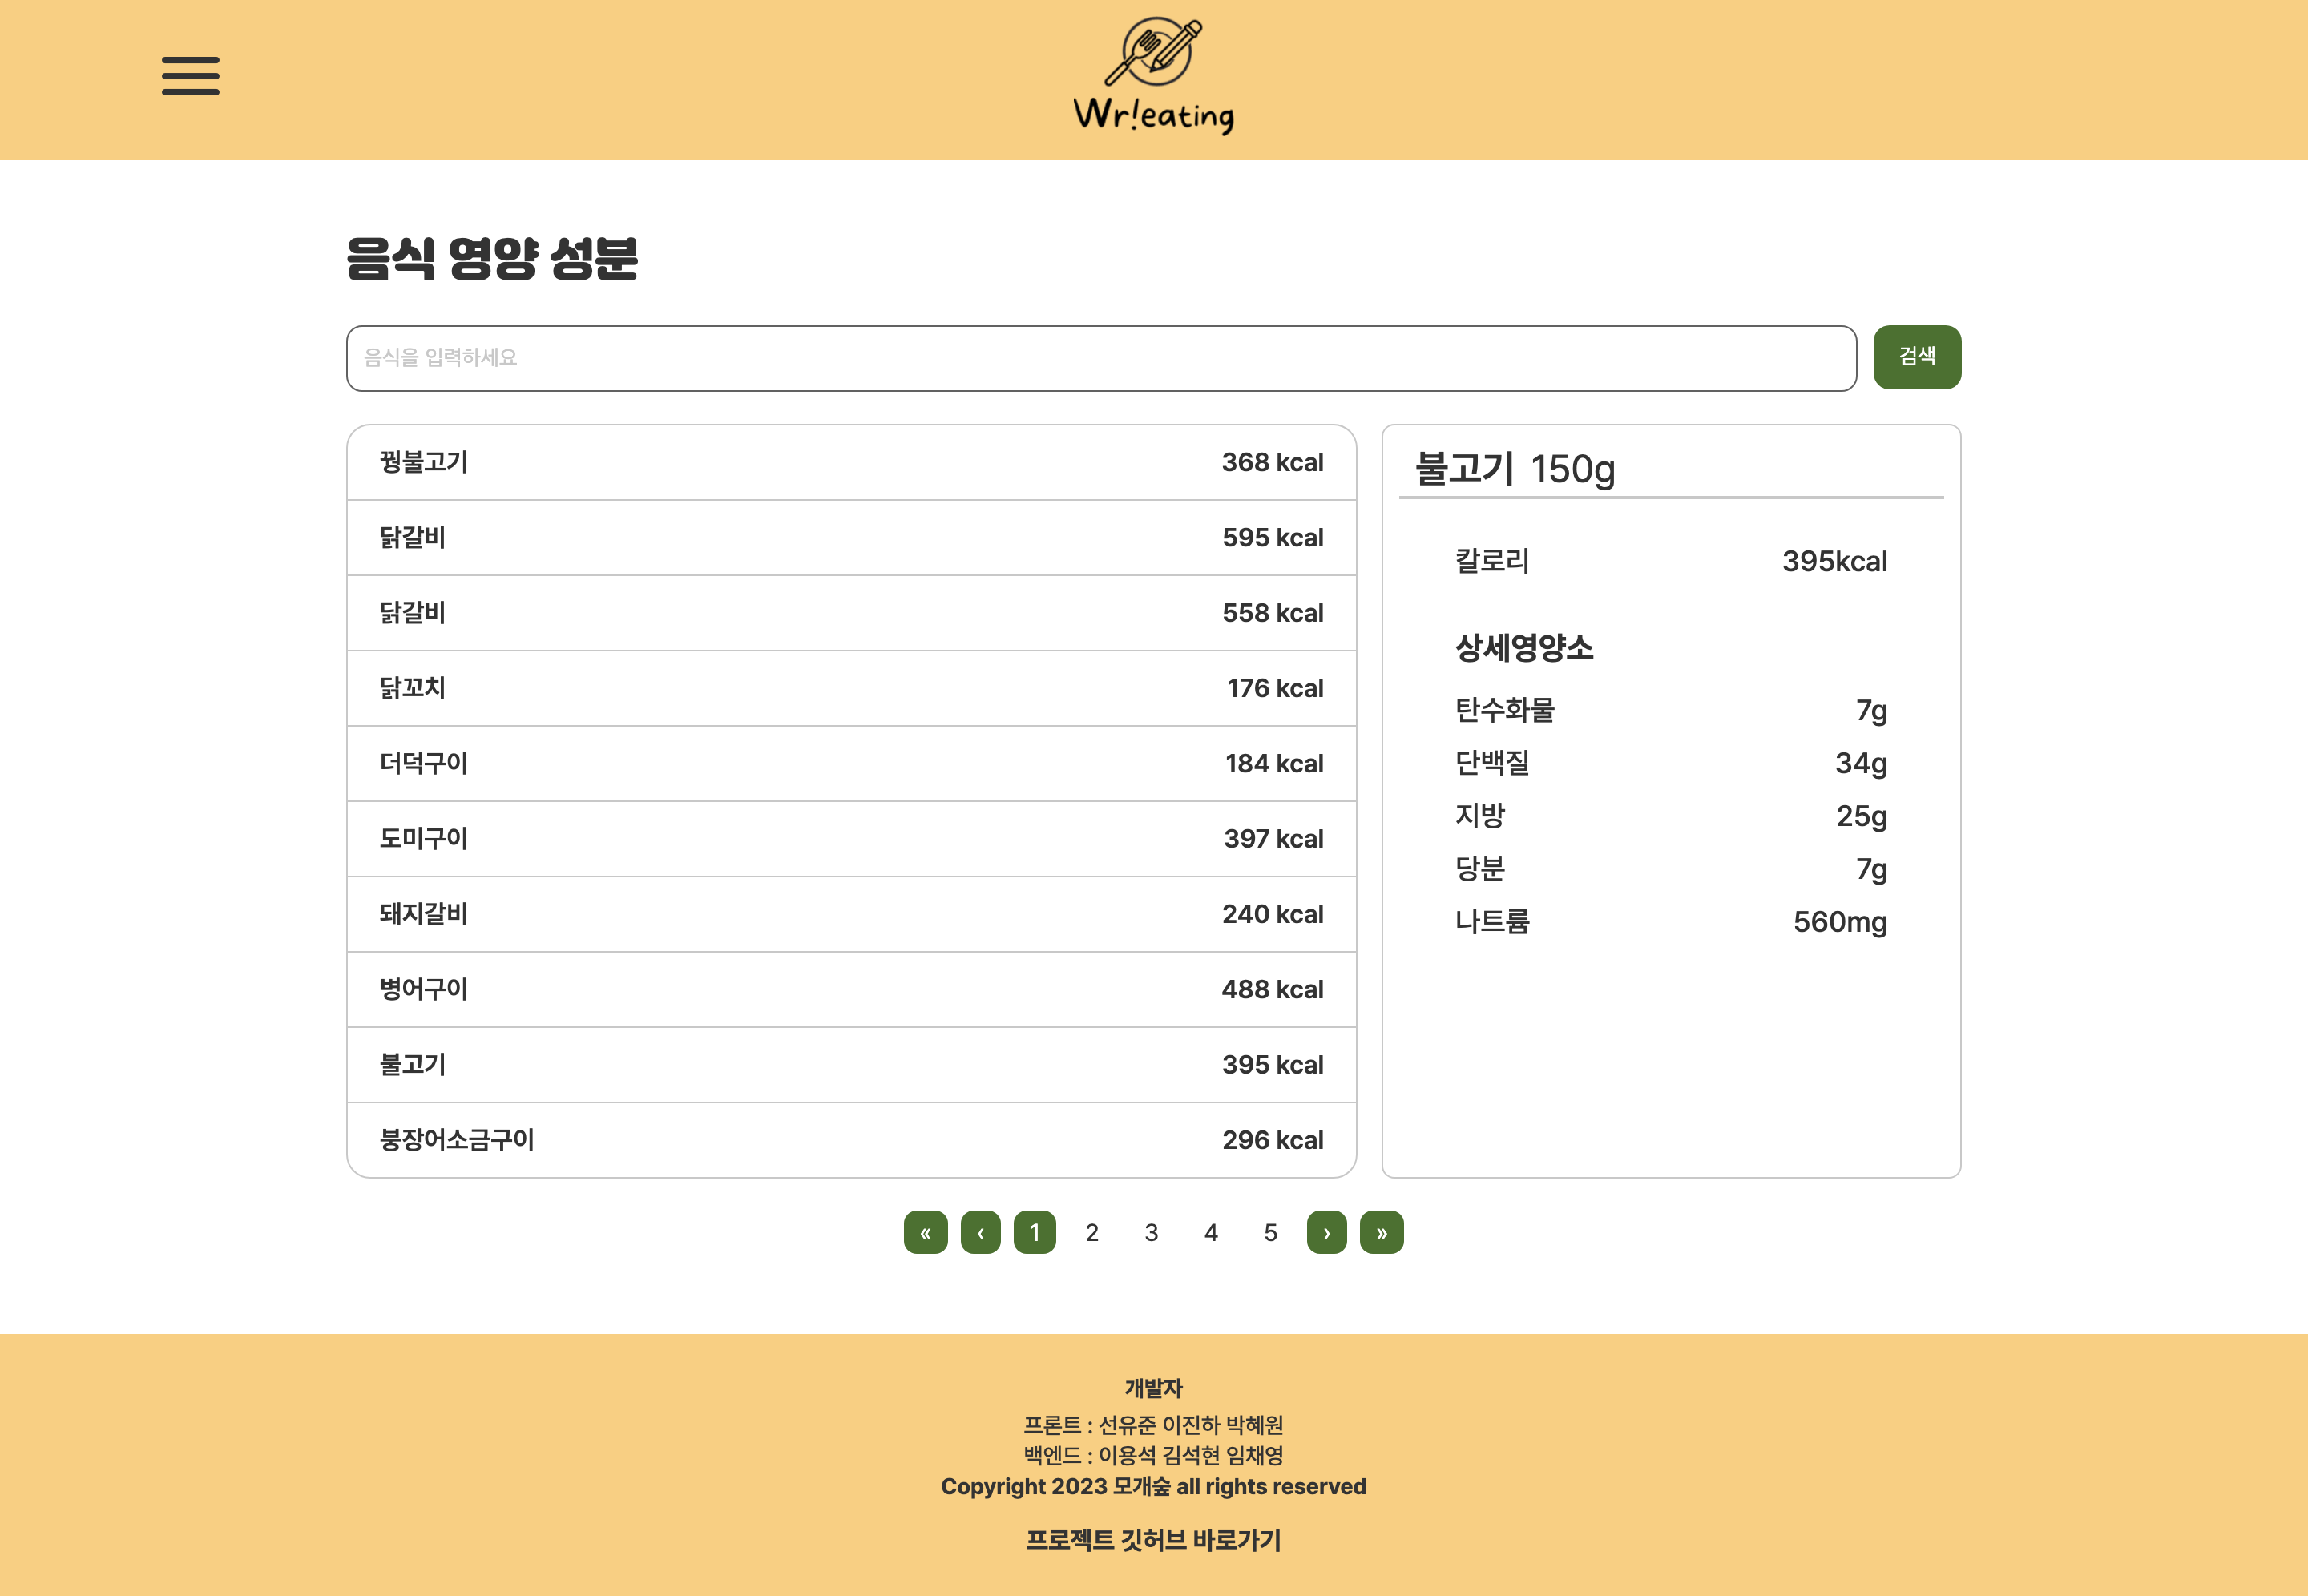 Wr!eating
음식 영양 성분
음식을 입력하세요
검색
꿩불고기 368 kcal
닭갈비 595 kcal
닭갈비 558 kcal
닭꼬치 176 kcal
더덕구이 184 kcal
도미구이 397 kcal
돼지갈비 240 kcal
병어구이 488 kcal
불고기 395 kcal
붕장어소금구이 296 kcal
불고기 150g
칼로리 395kcal
상세영양소
탄수화물 7g
단백질 34g
지방 25g
당분 7g
나트륨 560mg
« ‹ 1 2 3 4 5 › »
개발자
프론트 : 선유준 이진하 박혜원
백엔드 : 이용석 김석현 임채영
Copyright 2023 모개숲 all rights reserved
프로젝트 깃허브 바로가기